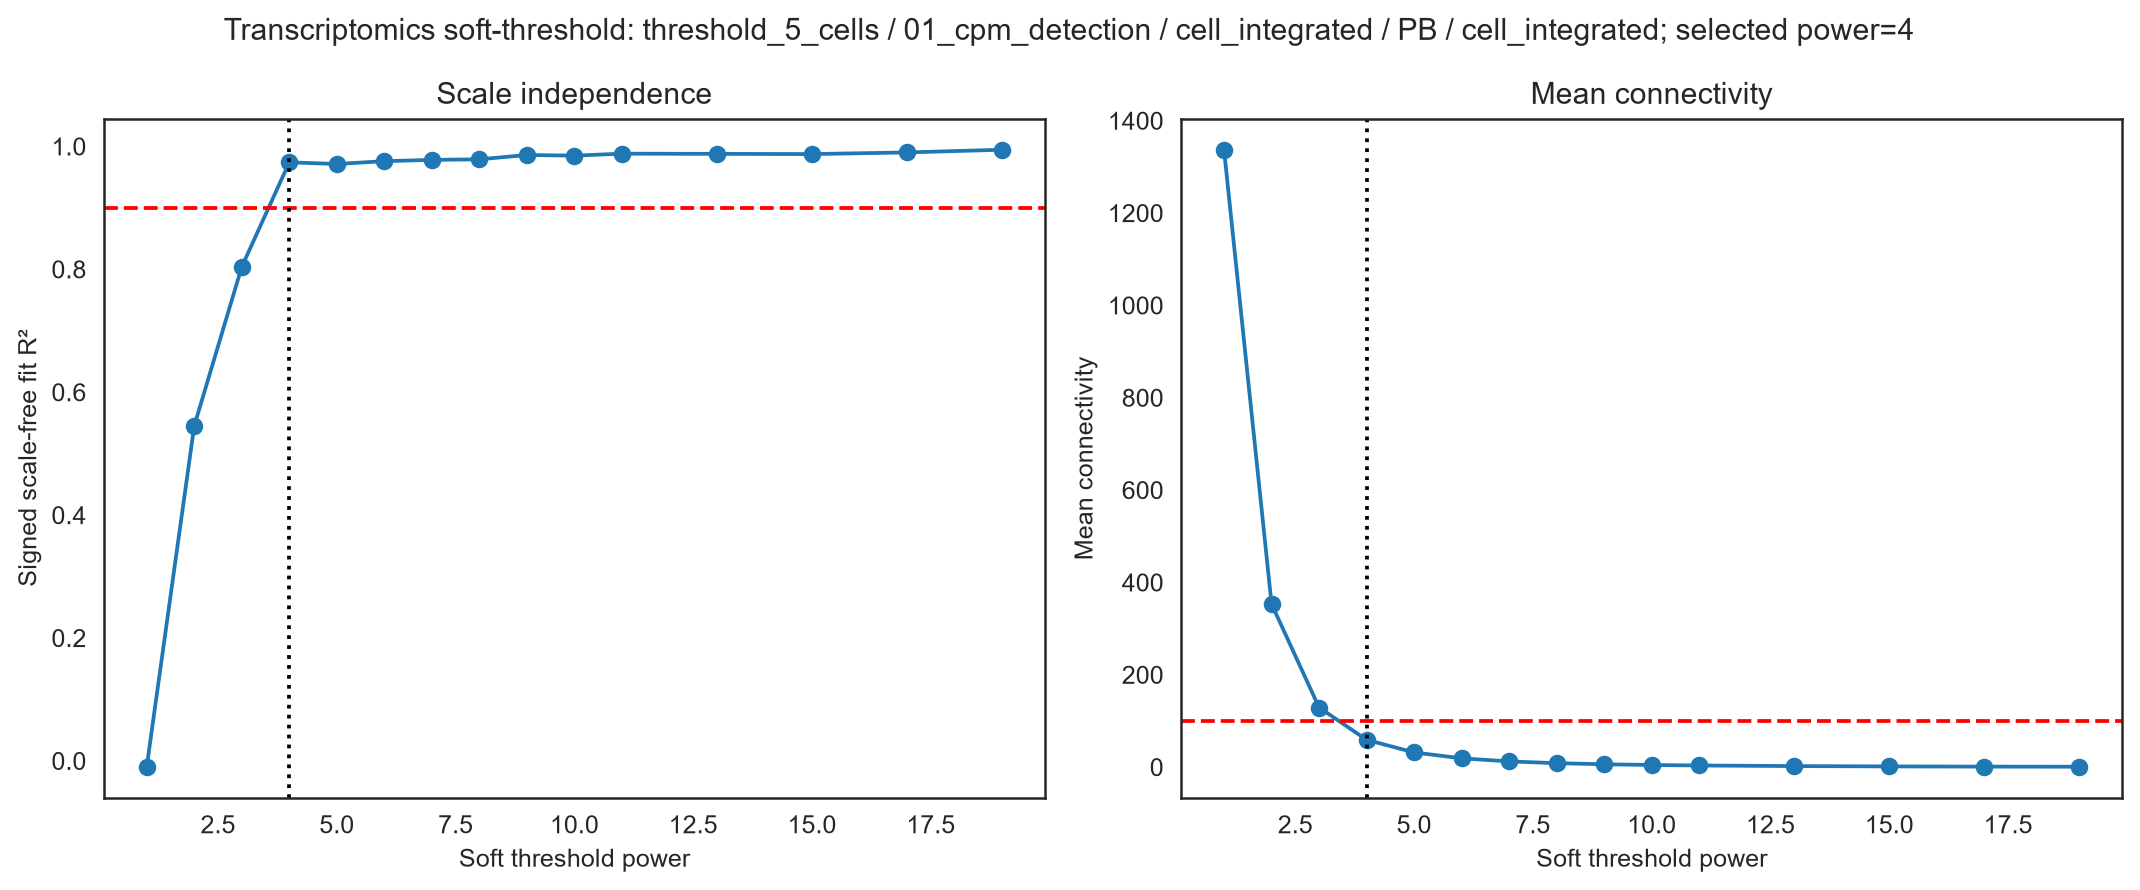 Transcriptomics soft-threshold: threshold_5_cells / 01_cpm_detection / cell_integrated / PB / cell_integrated; selected power=4
Scale independence
Signed scale-free fit R²
1.0
0.8
0.6
0.4
0.2
0.0
2.5 5.0 7.5 10.0 12.5 15.0 17.5
Soft threshold power
Mean connectivity
Mean connectivity
1400
1200
1000
800
600
400
200
0
2.5 5.0 7.5 10.0 12.5 15.0 17.5
Soft threshold power